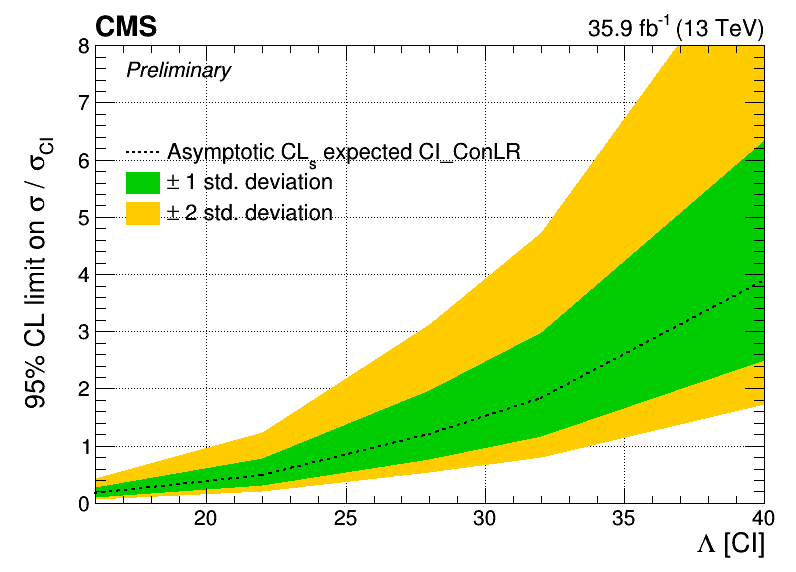 CMS
35.9 fb⁻¹ (13 TeV)
Preliminary
Asymptotic CLₛ expected CI_ConLR
± 1 std. deviation
± 2 std. deviation
95% CL limit on σ / σ_CI
8
7
6
5
4
3
2
1
0
20 25 30 35 40
Λ [CI]